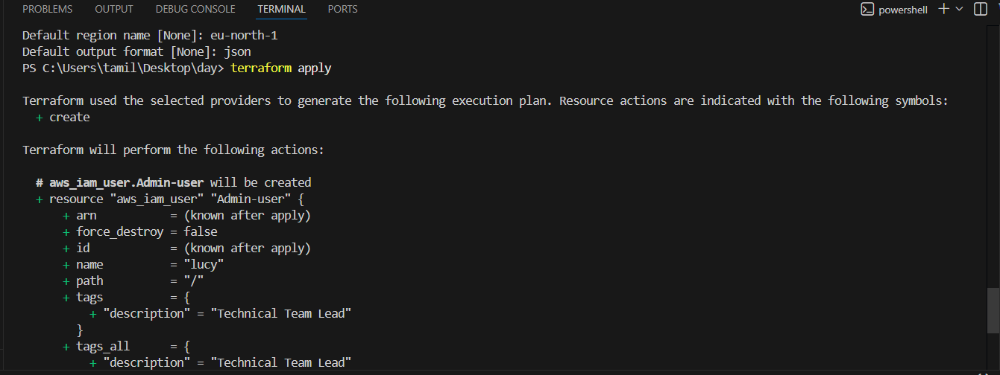 PROBLEMS OUTPUT DEBUG CONSOLE TERMINAL PORTS powershell
Default region name [None]: eu-north-1
Default output format [None]: json
PS C:\Users\tamil\Desktop\day> terraform apply
Terraform used the selected providers to generate the following execution plan. Resource actions are indicated with the following symbols:
+ create
Terraform will perform the following actions:
# aws_iam_user.Admin-user will be created
+ resource "aws_iam_user" "Admin-user" {
+ arn = (known after apply)
+ force_destroy = false
+ id = (known after apply)
+ name = "lucy"
+ path = "/"
+ tags = {
+ "description" = "Technical Team Lead"
}
+ tags_all = {
+ "description" = "Technical Team Lead"